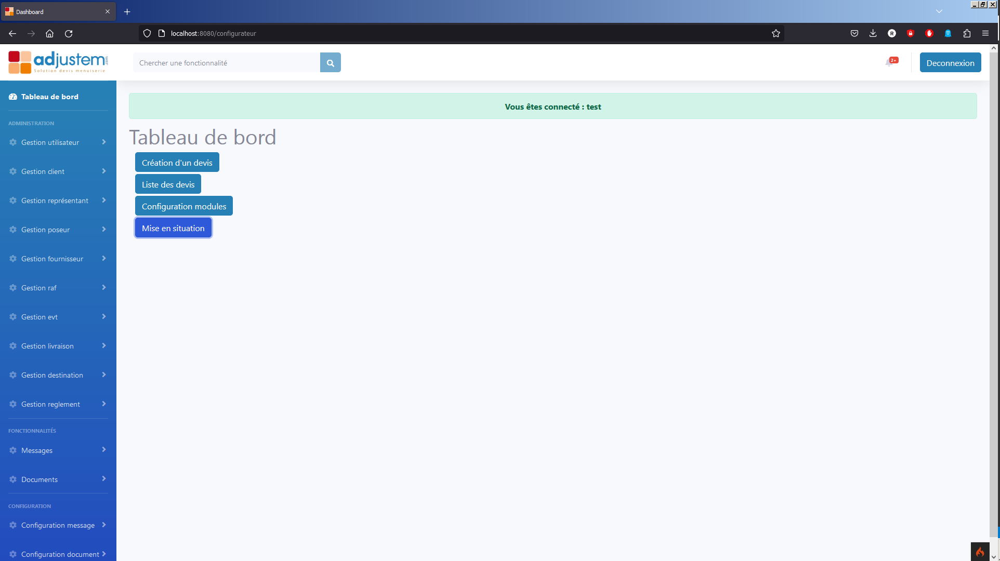 Dashboard
localhost:8080/configurateur
adjustem.com
Solution devis menuiserie
Chercher une fonctionnalité
2+
Deconnexion
Tableau de bord
ADMINISTRATION
Gestion utilisateur
Gestion client
Gestion représentant
Gestion poseur
Gestion fournisseur
Gestion raf
Gestion evt
Gestion livraison
Gestion destination
Gestion reglement
FONCTIONNALITÉS
Messages
Documents
CONFIGURATION
Configuration message
Configuration document
Vous êtes connecté : test
Tableau de bord
Création d'un devis
Liste des devis
Configuration modules
Mise en situation